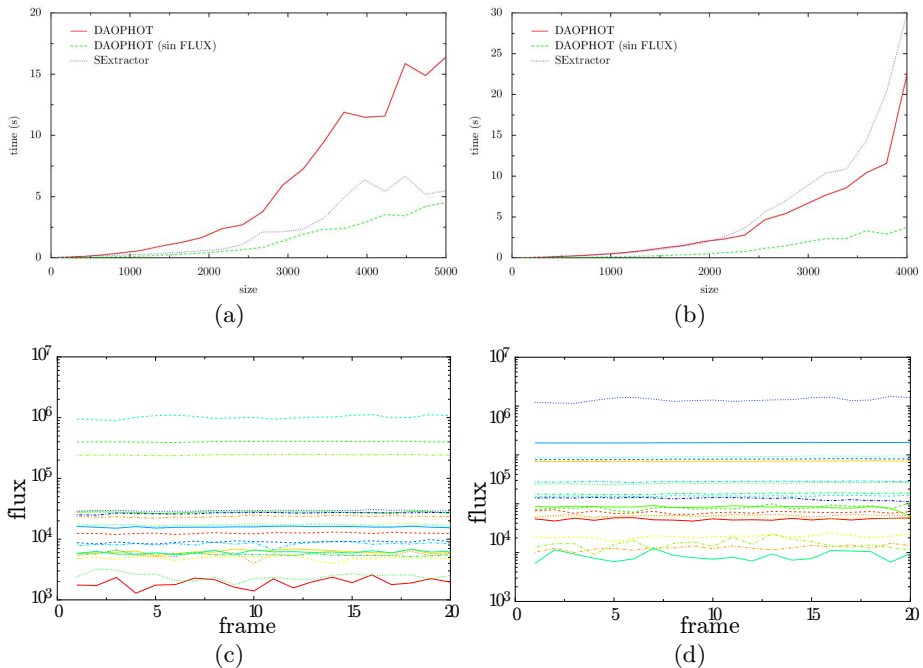 20
15
10
5
0
0
1000
2000
3000
4000
5000
time (s)
size
DAOPHOT
DAOPHOT (sin FLUX)
SExtractor
(a)
30
25
20
15
10
5
0
0
1000
2000
3000
4000
time (s)
size
DAOPHOT
DAOPHOT (sin FLUX)
SExtractor
(b)
10^7
10^6
10^5
10^4
10^3
0
5
10
15
20
flux
frame
(c)
10^7
10^6
10^5
10^4
10^3
0
5
10
15
20
flux
frame
(d)